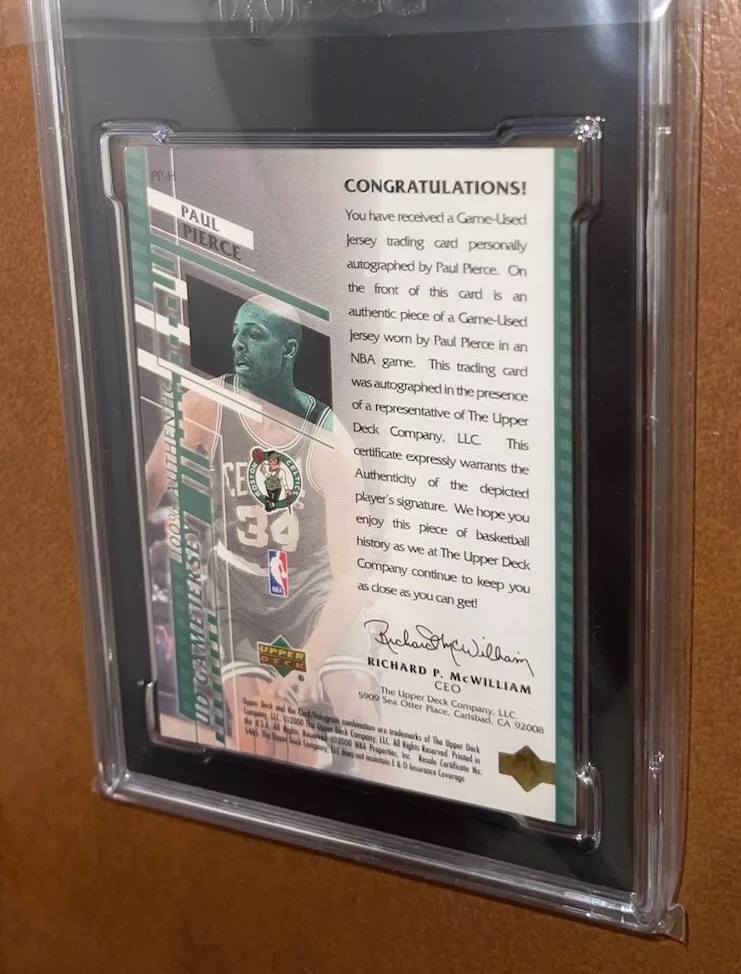 PP-H
PAUL
PIERCE
CONGRATULATIONS!
You have received a Game-Used
Jersey trading card personally
autographed by Paul Pierce. On
the front of this card is an
authentic piece of a Game-Used
Jersey worn by Paul Pierce in an
NBA game. This trading card
was autographed in the presence
of a representative of The Upper
Deck Company, LLC. This
certificate expressly warrants the
Authenticity of the depicted
player's signature. We hope you
enjoy this piece of basketball
history as we at The Upper Deck
Company continue to keep you
as close as you can get!
Richard P. McWilliam
RICHARD P. McWILLIAM
CEO
The Upper Deck Company, LLC
5909 Sea Otter Place, Carlsbad, CA 92008
100% AUTHENTIC
UD GAME JERSEY
CE
BOSTON CELTICS
34
NBA
UPPER
DECK
Upper Deck and the Card/Hologram combination are trademarks of The Upper Deck
Company, LLC. ©2000 The Upper Deck Company, LLC. All Rights Reserved. Printed in
the U.S.A. All Rights Reserved. ©2000 NBA Properties, Inc. Resale Certificate No.
5465 The Upper Deck Company, LLC does not maintain E & O Insurance Coverage.